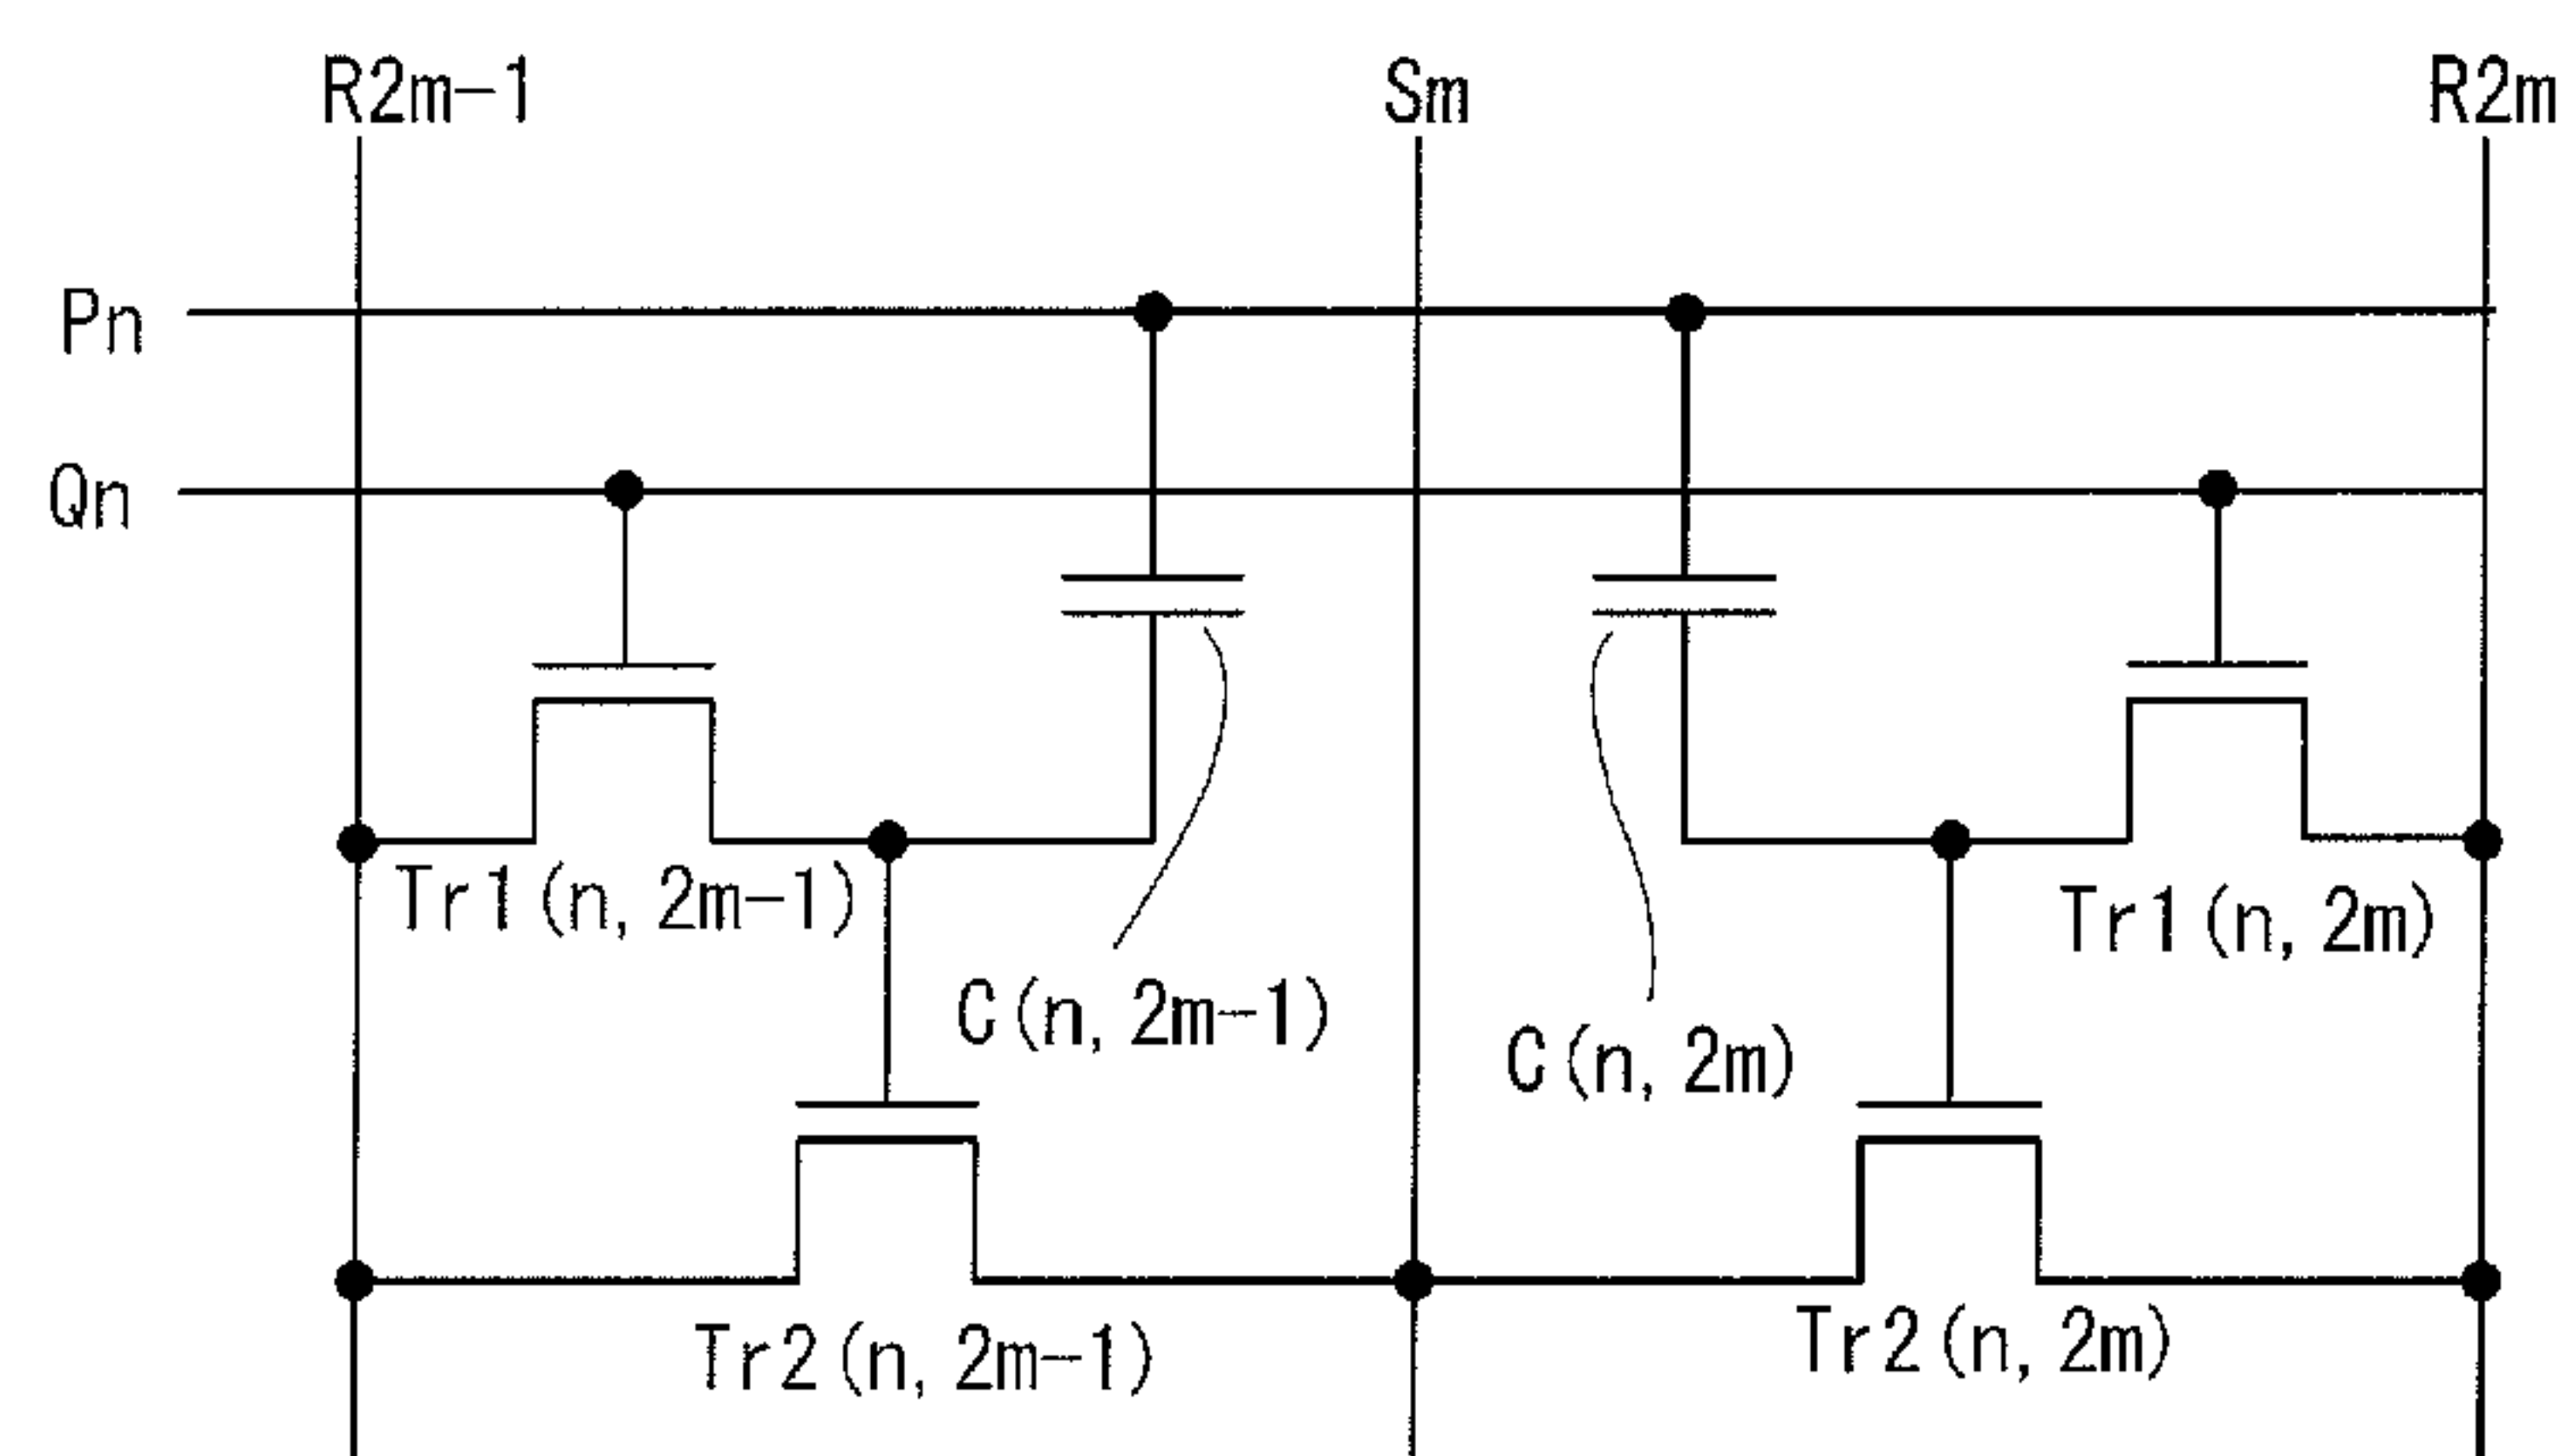 R2m-1
Sm
R2m
Pn
Qn
Tr1(n, 2m-1)
Tr1(n, 2m)
C(n, 2m-1)
C(n, 2m)
Tr2(n, 2m-1)
Tr2(n, 2m)